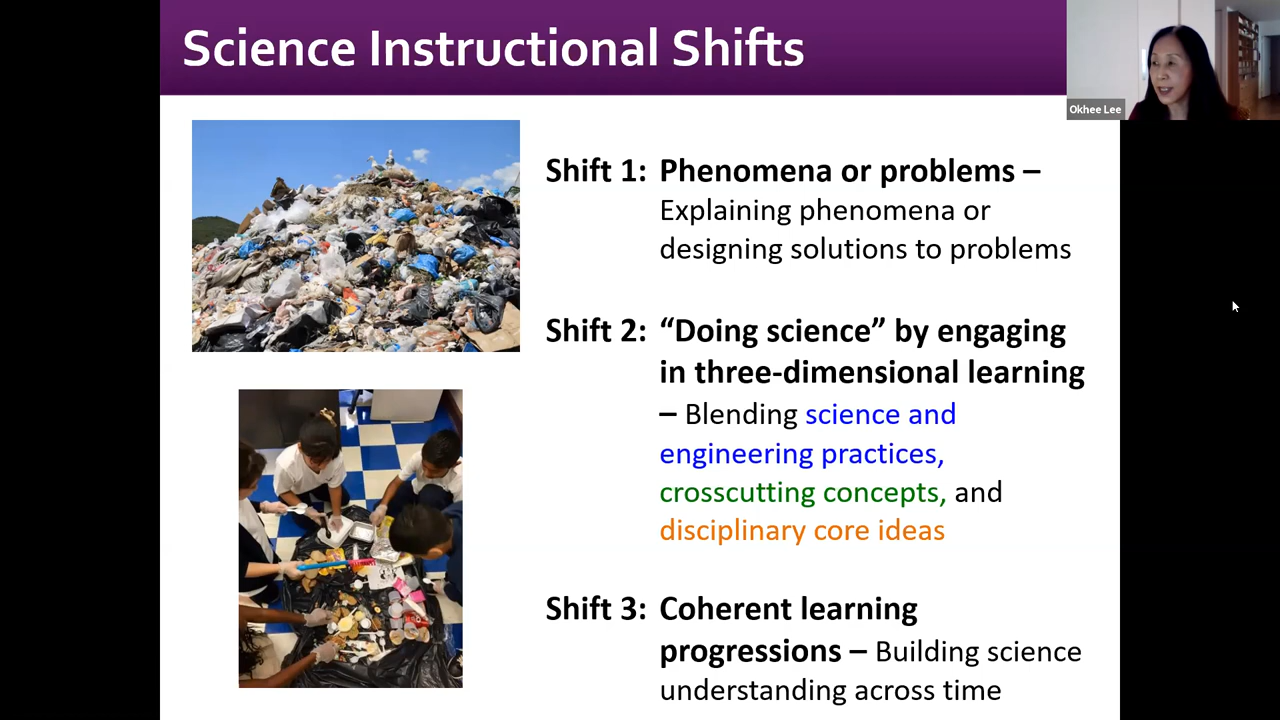 Science Instructional Shifts
Okhee Lee
Shift 1: Phenomena or problems –
Explaining phenomena or
designing solutions to problems
Shift 2: “Doing science” by engaging
in three-dimensional learning
– Blending science and
engineering practices,
crosscutting concepts, and
disciplinary core ideas
Shift 3: Coherent learning
progressions – Building science
understanding across time